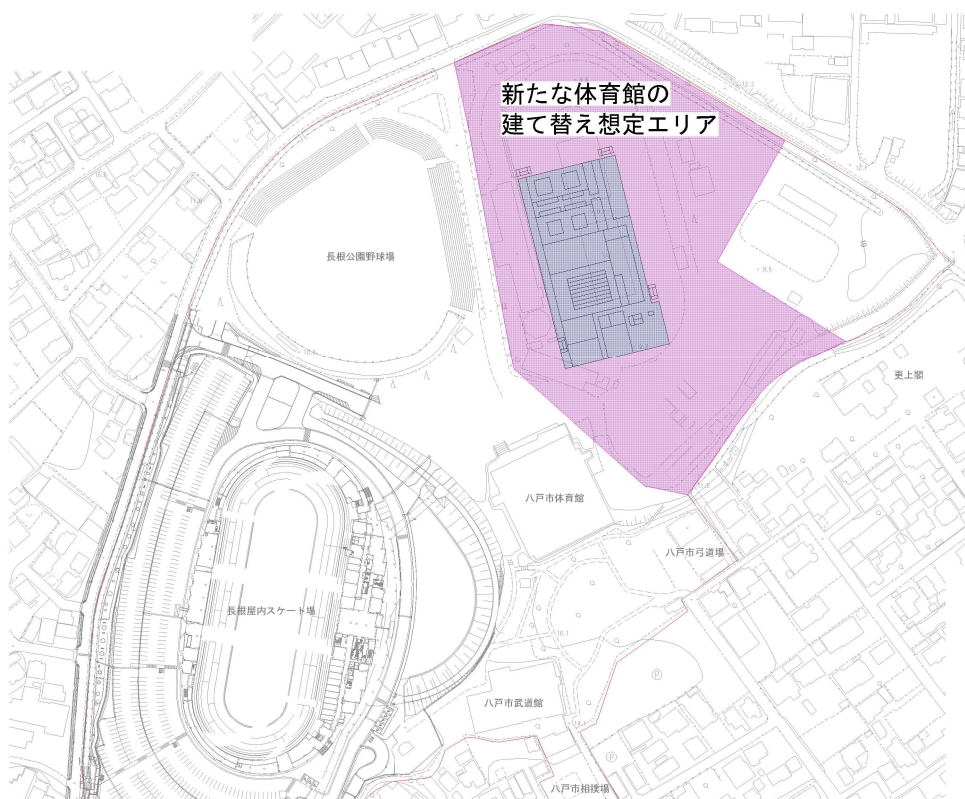 新たな体育館の
建て替え想定エリア
長根公園野球場
更上閣
八戸市体育館
八戸市弓道場
長根屋内スケート場
八戸市武道館
八戸市相撲場
P
P